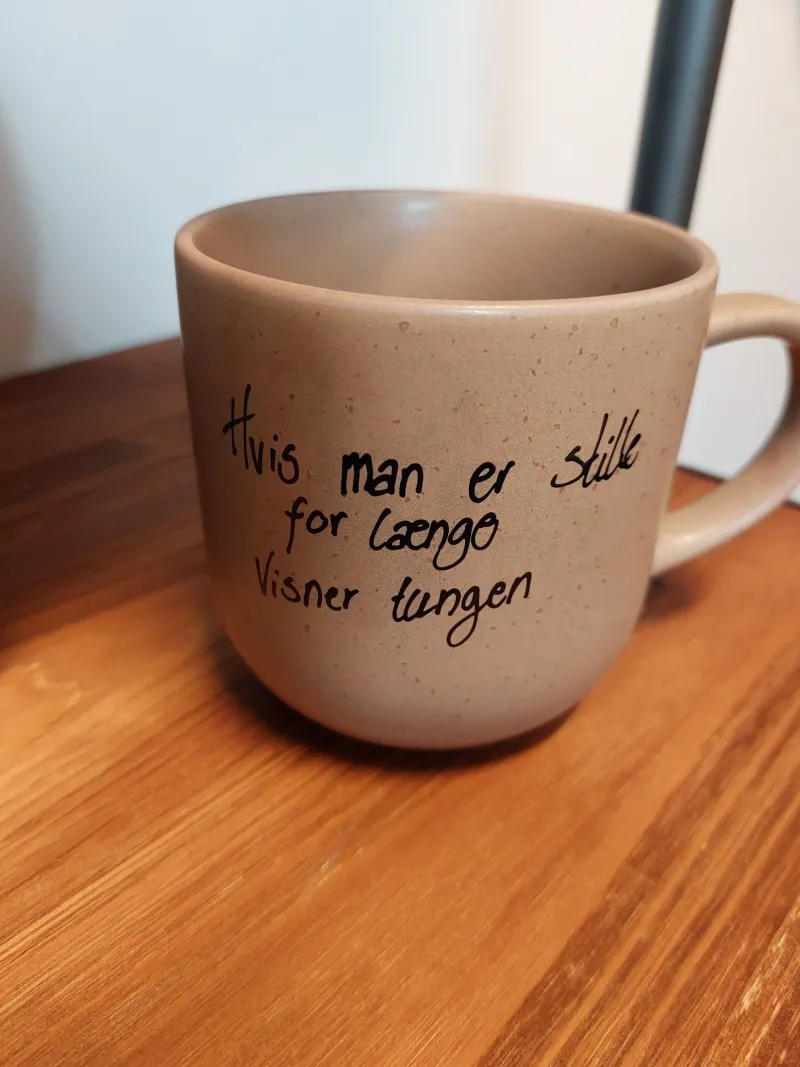 Hvis man er stille
for længe
Visner tungen